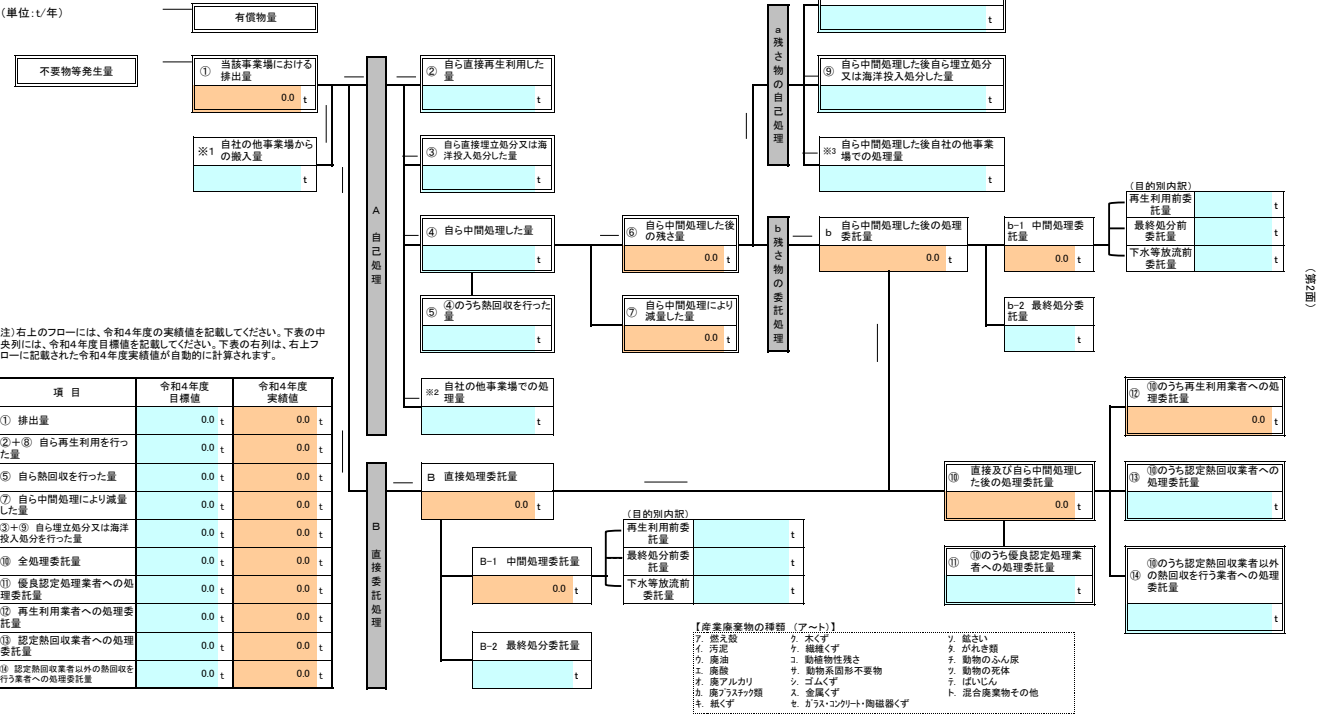 (単位:t/年)
有償物量
不要物等発生量
① 当該事業場における
排出量
0.0 t
※1 自社の他事業場から
の搬入量
t
A 自己処理
② 自ら直接再生利用した
量
t
③ 自ら直接埋立処分又は海
洋投入処分した量
t
④ 自ら中間処理した量
t
⑤ ④のうち熱回収を行った
量
t
※2 自社の他事業場での処
理量
t
⑥ 自ら中間処理した後
の残さ量
0.0 t
⑦ 自ら中間処理により
減量した量
0.0 t
a 残さ物の自己処理
t
⑨ 自ら中間処理した後自ら埋立処分
又は海洋投入処分した量
t
※3 自ら中間処理した後自社の他事業
場での処理量
t
b 残さ物の委託処理
b 自ら中間処理した後の処理
委託量
0.0 t
b-1 中間処理委
託量
0.0 t
(目的別内訳)
再生利用前委
託量
t
最終処分前
委託量
t
下水等放流前
委託量
t
b-2 最終処分委
託量
t
(第2面)
注)右上のフローには、令和4年度の実績値を記載してください。下表の中
央列には、令和4年度目標値を記載してください。下表の右列は、右上フ
ローに記載された令和4年度実績値が自動的に計算されます。
項 目 令和4年度
目標値 令和4年度
実績値
① 排出量 0.0 t 0.0 t
②+⑧ 自ら再生利用を行っ
た量 0.0 t 0.0 t
⑤ 自ら熱回収を行った量 0.0 t 0.0 t
⑦ 自ら中間処理により減量
した量 0.0 t 0.0 t
③+⑨ 自ら埋立処分又は海洋
投入処分を行った量 0.0 t 0.0 t
⑩ 全処理委託量 0.0 t 0.0 t
⑪ 優良認定処理業者への処
理委託量 0.0 t 0.0 t
⑫ 再生利用業者への処理委
託量 0.0 t 0.0 t
⑬ 認定熱回収業者への処理
委託量 0.0 t 0.0 t
⑭ 認定熱回収業者以外の熱回収を
行う業者への処理委託量 0.0 t 0.0 t
B 直接委託処理
B 直接処理委託量
0.0 t
B-1 中間処理委託量
0.0 t
(目的別内訳)
再生利用前委
託量
t
最終処分前委
託量
t
下水等放流前
委託量
t
B-2 最終処分委託量
t
⑩ 直接及び自ら中間処理し
た後の処理委託量
0.0 t
⑪ ⑩のうち優良認定処理業
者への処理委託量
t
⑫ ⑩のうち再生利用業者への処
理委託量
0.0 t
⑬ ⑩のうち認定熱回収業者への
処理委託量
t
⑭ ⑩のうち認定熱回収業者以外
の熱回収を行う業者への処理
委託量
t
【産業廃棄物の種類 (ア~ト)】
ア. 燃え殻 ク. 木くず ソ. 鉱さい
イ. 汚泥 ケ. 繊維くず タ. がれき類
ウ. 廃油 コ. 動植物性残さ チ. 動物のふん尿
エ. 廃酸 サ. 動物系固形不要物 ツ. 動物の死体
オ. 廃アルカリ シ. ゴムくず テ. ばいじん
カ. 廃プラスチック類 ス. 金属くず ト. 混合廃棄物その他
キ. 紙くず セ. ガラス・コンクリート・陶磁器くず